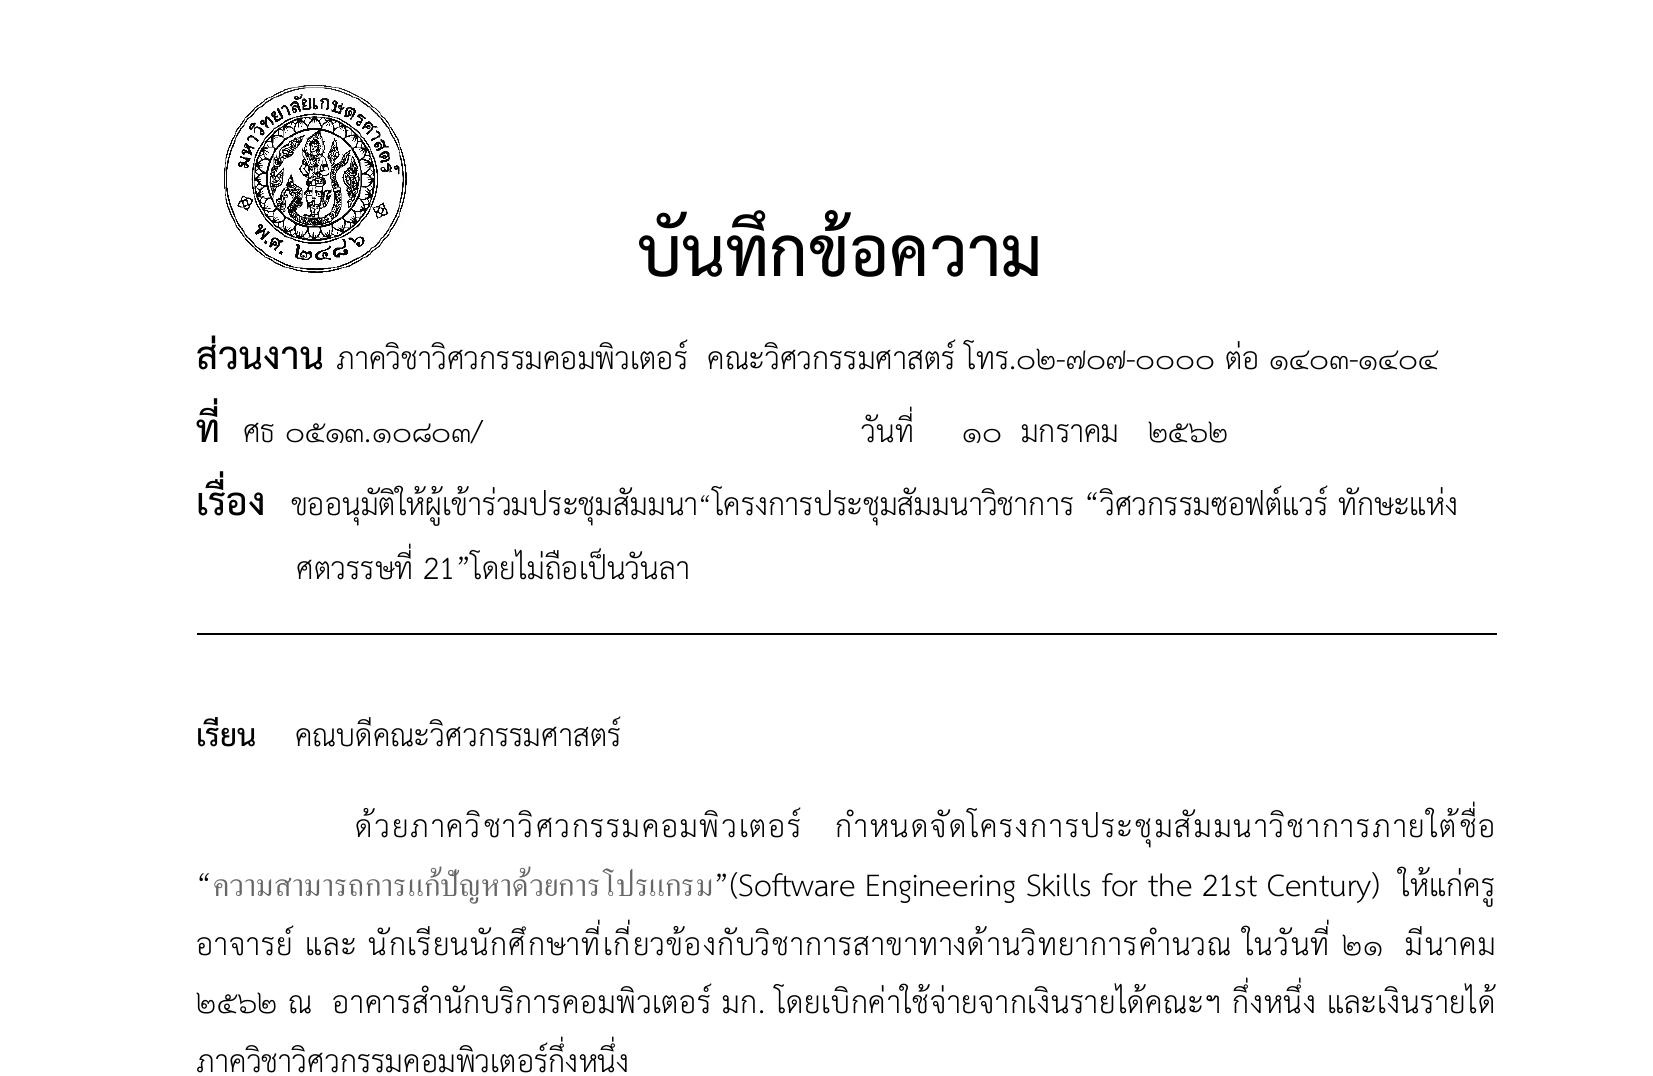 มหาวิทยาลัยเกษตรศาสตร์
พ.ศ. ๒๔๘๖
บันทึกข้อความ
ส่วนงาน ภาควิชาวิศวกรรมคอมพิวเตอร์ คณะวิศวกรรมศาสตร์ โทร.๐๒-๗๐๗-๐๐๐๐ ต่อ ๑๔๐๓-๑๔๐๔
ที่ ศธ ๐๕๑๓.๑๐๘๐๓/ วันที่ ๑๐ มกราคม ๒๕๖๒
เรื่อง ขออนุมัติให้ผู้เข้าร่วมประชุมสัมมนา“โครงการประชุมสัมมนาวิชาการ “วิศวกรรมซอฟต์แวร์ ทักษะแห่ง
ศตวรรษที่ 21”โดยไม่ถือเป็นวันลา
เรียน คณบดีคณะวิศวกรรมศาสตร์
ด้วยภาควิชาวิศวกรรมคอมพิวเตอร์ กำหนดจัดโครงการประชุมสัมมนาวิชาการภายใต้ชื่อ
“ความสามารถการแก้ปัญหาด้วยการโปรแกรม”(Software Engineering Skills for the 21st Century) ให้แก่ครู
อาจารย์ และ นักเรียนนักศึกษาที่เกี่ยวข้องกับวิชาการสาขาทางด้านวิทยาการคำนวณ ในวันที่ ๒๑ มีนาคม
๒๕๖๒ ณ อาคารสำนักบริการคอมพิวเตอร์ มก. โดยเบิกค่าใช้จ่ายจากเงินรายได้คณะฯ กึ่งหนึ่ง และเงินรายได้
ภาควิชาวิศวกรรมคอมพิวเตอร์กึ่งหนึ่ง